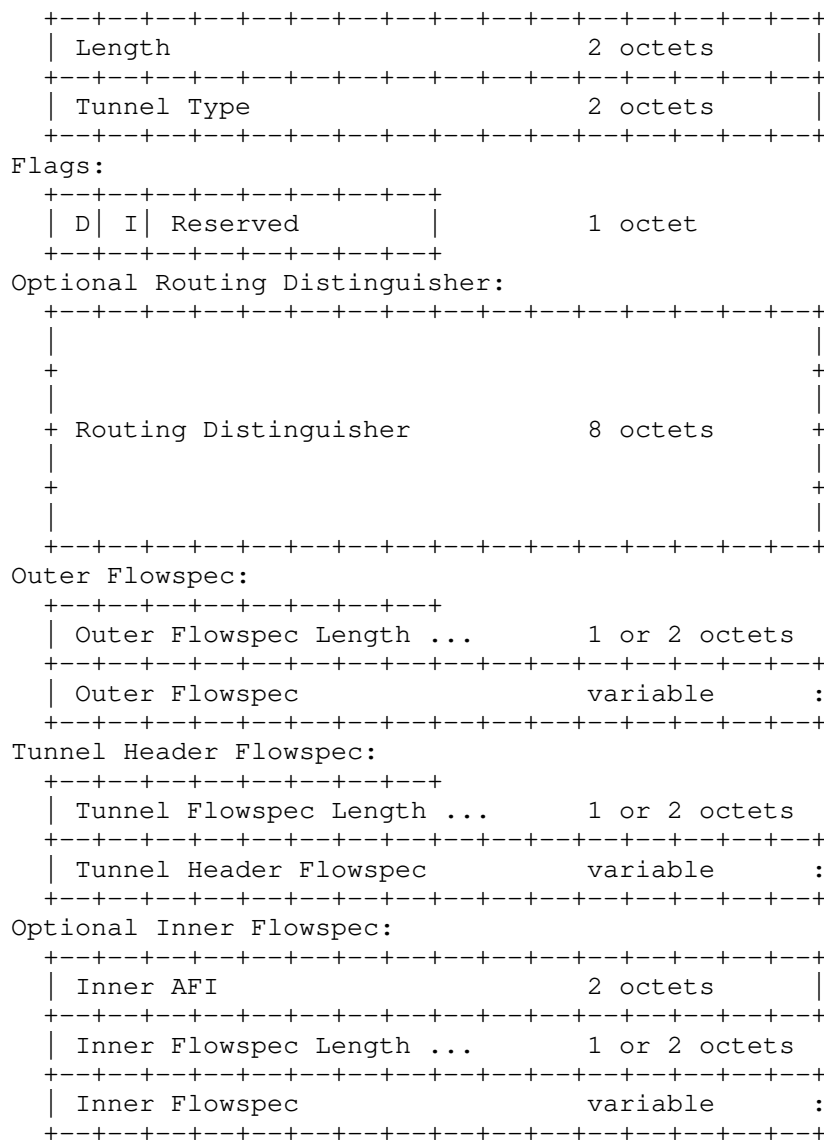 +--+--+--+--+--+--+--+--+--+--+--+--+--+--+--+--+
| Length                          2 octets      |
+--+--+--+--+--+--+--+--+--+--+--+--+--+--+--+--+
| Tunnel Type                     2 octets      |
+--+--+--+--+--+--+--+--+--+--+--+--+--+--+--+--+
Flags:
+--+--+--+--+--+--+--+--+
| D| I| Reserved        |         1 octet
+--+--+--+--+--+--+--+--+
Optional Routing Distinguisher:
+--+--+--+--+--+--+--+--+--+--+--+--+--+--+--+--+
|                                               |
+                                               +
|                                               |
+ Routing Distinguisher           8 octets      +
|                                               |
+                                               +
|                                               |
+--+--+--+--+--+--+--+--+--+--+--+--+--+--+--+--+
Outer Flowspec:
+--+--+--+--+--+--+--+--+
| Outer Flowspec Length ...       1 or 2 octets
+--+--+--+--+--+--+--+--+--+--+--+--+--+--+--+--+
| Outer Flowspec                  variable      :
+--+--+--+--+--+--+--+--+--+--+--+--+--+--+--+--+
Tunnel Header Flowspec:
+--+--+--+--+--+--+--+--+
| Tunnel Flowspec Length ...      1 or 2 octets
+--+--+--+--+--+--+--+--+--+--+--+--+--+--+--+--+
| Tunnel Header Flowspec          variable      :
+--+--+--+--+--+--+--+--+--+--+--+--+--+--+--+--+
Optional Inner Flowspec:
+--+--+--+--+--+--+--+--+--+--+--+--+--+--+--+--+
| Inner AFI                       2 octets      |
+--+--+--+--+--+--+--+--+--+--+--+--+--+--+--+--+
| Inner Flowspec Length ...       1 or 2 octets
+--+--+--+--+--+--+--+--+--+--+--+--+--+--+--+--+
| Inner Flowspec                  variable      :
+--+--+--+--+--+--+--+--+--+--+--+--+--+--+--+--+